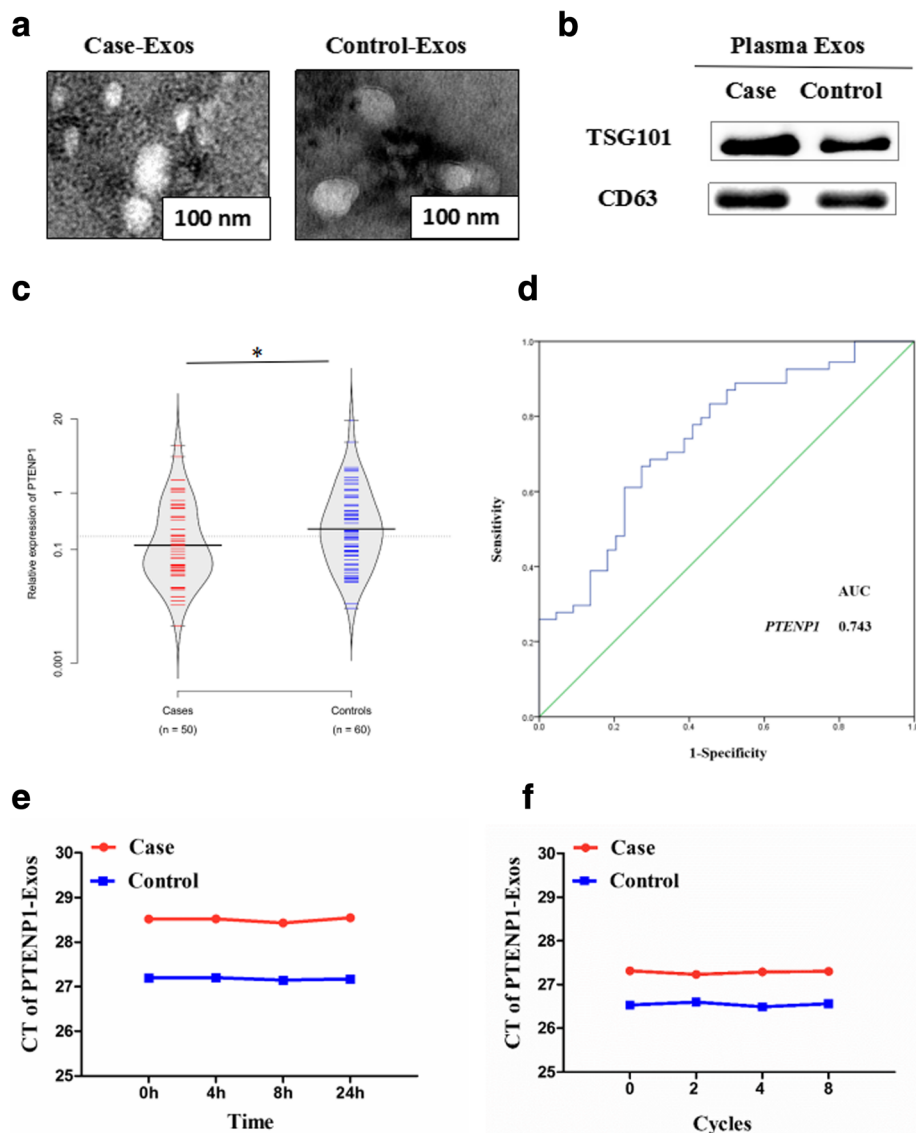 a
Case-Exos Control-Exos
100 nm 100 nm
b
Plasma Exos
Case Control
TSG101
CD63
c
*
Relative expression of PTENP1
20
1
0.1
0.001
Cases Controls
(n = 50) (n = 60)
d
Sensitivity
1.0
0.8
0.6
0.4
0.2
0.0
AUC
PTENP1 0.743
0.0 0.2 0.4 0.6 0.8
1-Specificity
e
Case
Control
CT of PTENP1-Exos
30
29
28
27
26
25
0h 4h 8h 24h
Time
f
Case
Control
CT of PTENP1-Exos
30
29
28
27
26
25
0 2 4 8
Cycles